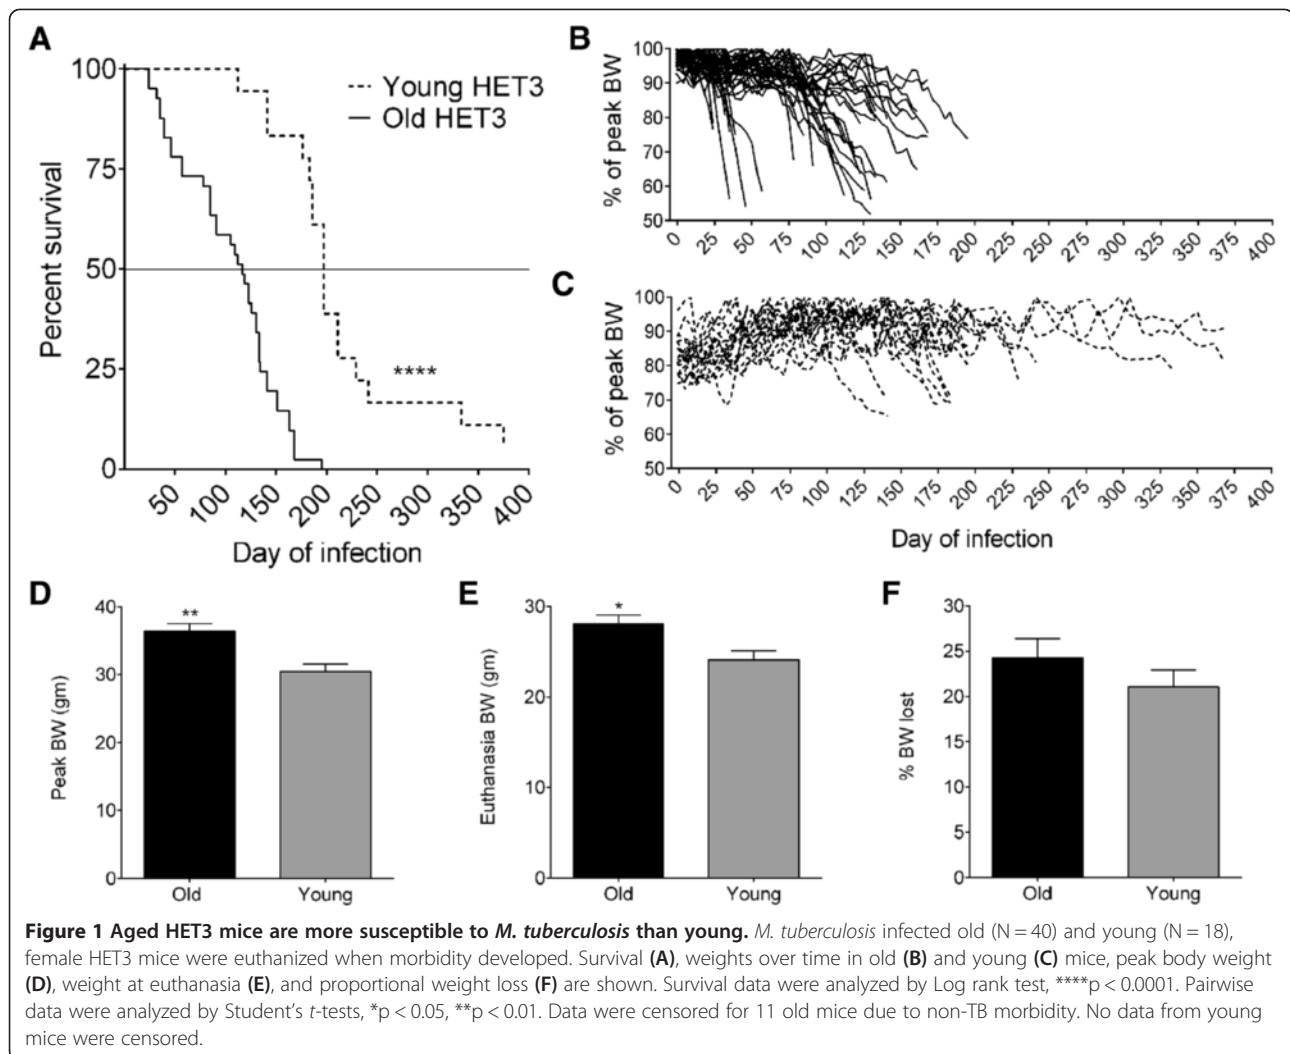 A
100
75
50
25
0
Percent survival
Young HET3
Old HET3
****
50
100
150
200
250
300
350
400
Day of infection
B
100
90
80
70
60
50
% of peak BW
0
25
50
75
100
125
150
175
200
225
250
275
300
325
350
375
400
C
100
90
80
70
60
50
% of peak BW
0
25
50
75
100
125
150
175
200
225
250
275
300
325
350
375
400
Day of infection
D
40
30
20
10
0
Peak BW (gm)
**
Old
Young
E
30
20
10
0
Euthanasia BW (gm)
*
Old
Young
F
30
25
20
15
10
5
0
% BW lost
Old
Young
Figure 1 Aged HET3 mice are more susceptible to M. tuberculosis than young. M. tuberculosis infected old (N = 40) and young (N = 18),
female HET3 mice were euthanized when morbidity developed. Survival (A), weights over time in old (B) and young (C) mice, peak body weight
(D), weight at euthanasia (E), and proportional weight loss (F) are shown. Survival data were analyzed by Log rank test, ****p < 0.0001. Pairwise
data were analyzed by Student's t-tests, *p < 0.05, **p < 0.01. Data were censored for 11 old mice due to non-TB morbidity. No data from young
mice were censored.